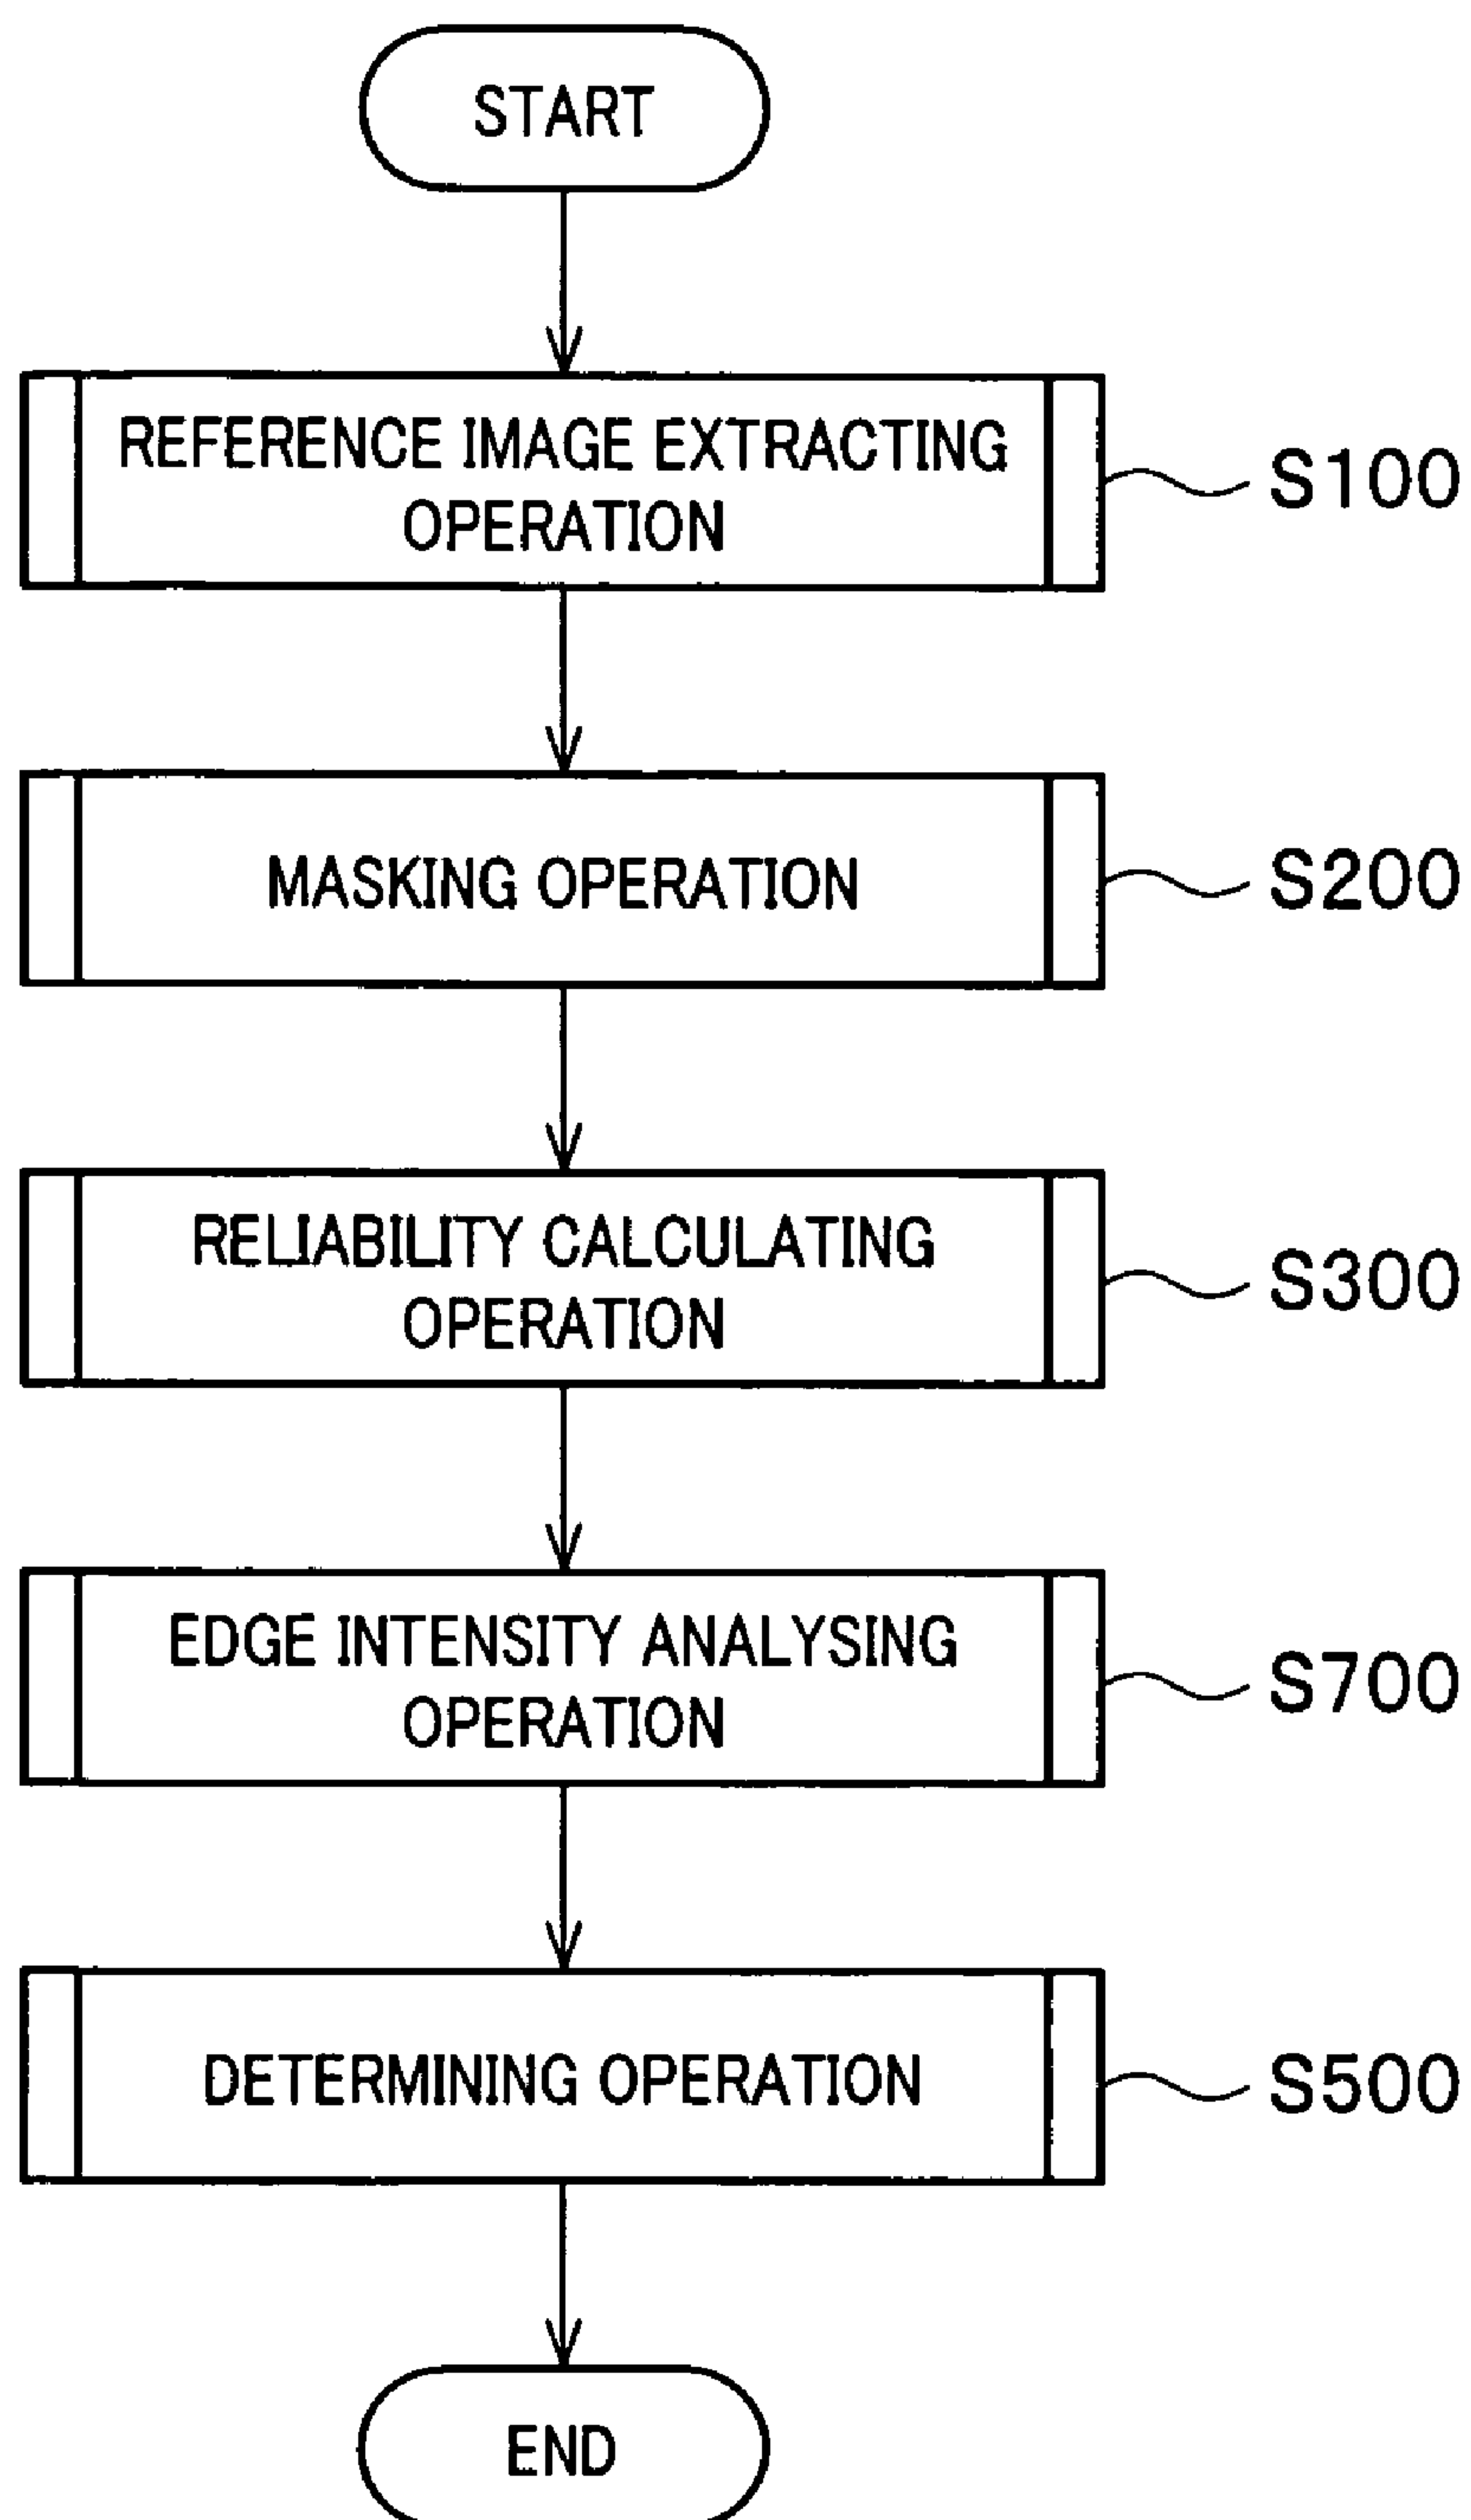 START
REFERENCE IMAGE EXTRACTING
OPERATION
S100
MASKING OPERATION
S200
RELIABILITY CALCULATING
OPERATION
S300
EDGE INTENSITY ANALYSING
OPERATION
S700
DETERMINING OPERATION
S500
END